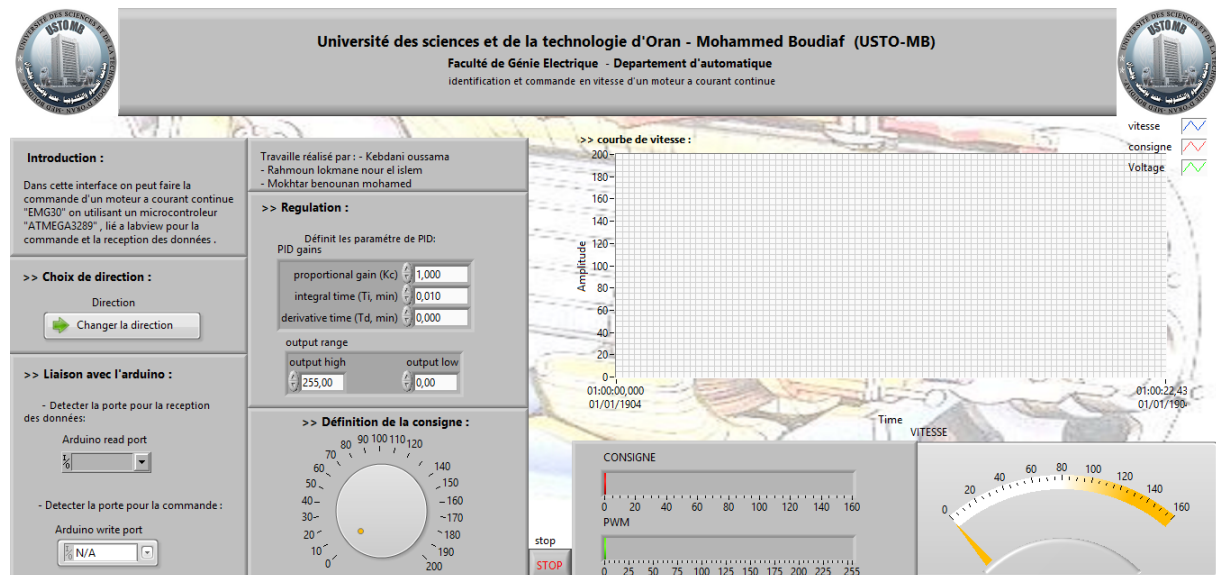 USTO MB
Université des sciences et de la technologie d'Oran - Mohammed Boudiaf (USTO-MB)
Faculté de Génie Electrique - Departement d'automatique
identification et commande en vitesse d'un moteur a courant continue
USTO MB
Introduction :
Dans cette interface on peut faire la
commande d'un moteur a courant continue
"EMG30" on utilisant un microcontroleur
"ATMEGA3289" , lié a labview pour la
commande et la reception des données .
>> Choix de direction :
Direction
Changer la direction
>> Liaison avec l'arduino :
- Detecter la porte pour la reception
des données:
Arduino read port
- Detecter la porte pour la commande :
Arduino write port
N/A
Travaille réalisé par : - Kebdani oussama
- Rahmoun lokmane nour el islem
- Mokhtar benounan mohamed
>> Regulation :
Définit les paramétre de PID:
PID gains
proportional gain (Kc) 1,000
integral time (Ti, min) 0,010
derivative time (Td, min) 0,000
output range
output high output low
255,00 0,00
>> Définition de la consigne :
0 10 20 30 40 50 60 70 80 90 100 110 120 140 150 160 170 180 190 200
stop
STOP
>> courbe de vitesse :
vitesse
consigne
Voltage
Amplitude
200
180
160
140
120
100
80
60
40
20
0
01:00:00,000 01:00:22,43
01/01/1904 01/01/190
Time
VITESSE
0 20 40 60 80 100 120 140 160
CONSIGNE
0 20 40 60 80 100 120 140 160
PWM
0 25 50 75 100 125 150 175 200 225 255